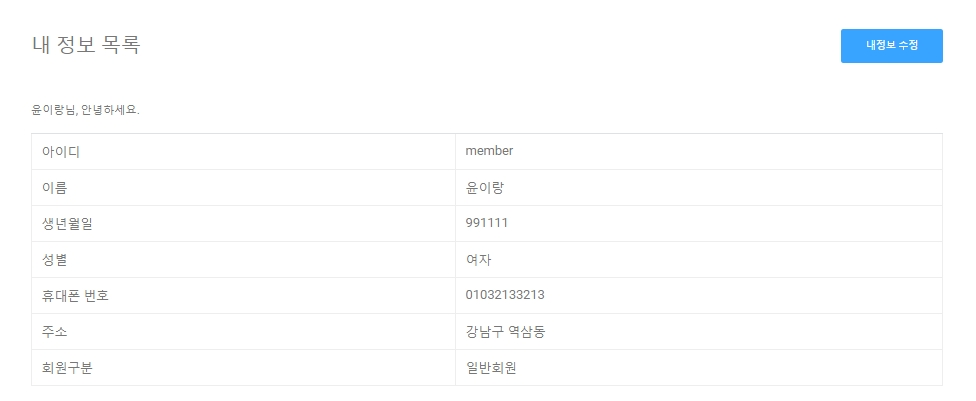 내 정보 목록
내정보 수정
윤이랑님, 안녕하세요.
아이디 member
이름 윤이랑
생년월일 991111
성별 여자
휴대폰 번호 01032133213
주소 강남구 역삼동
회원구분 일반회원